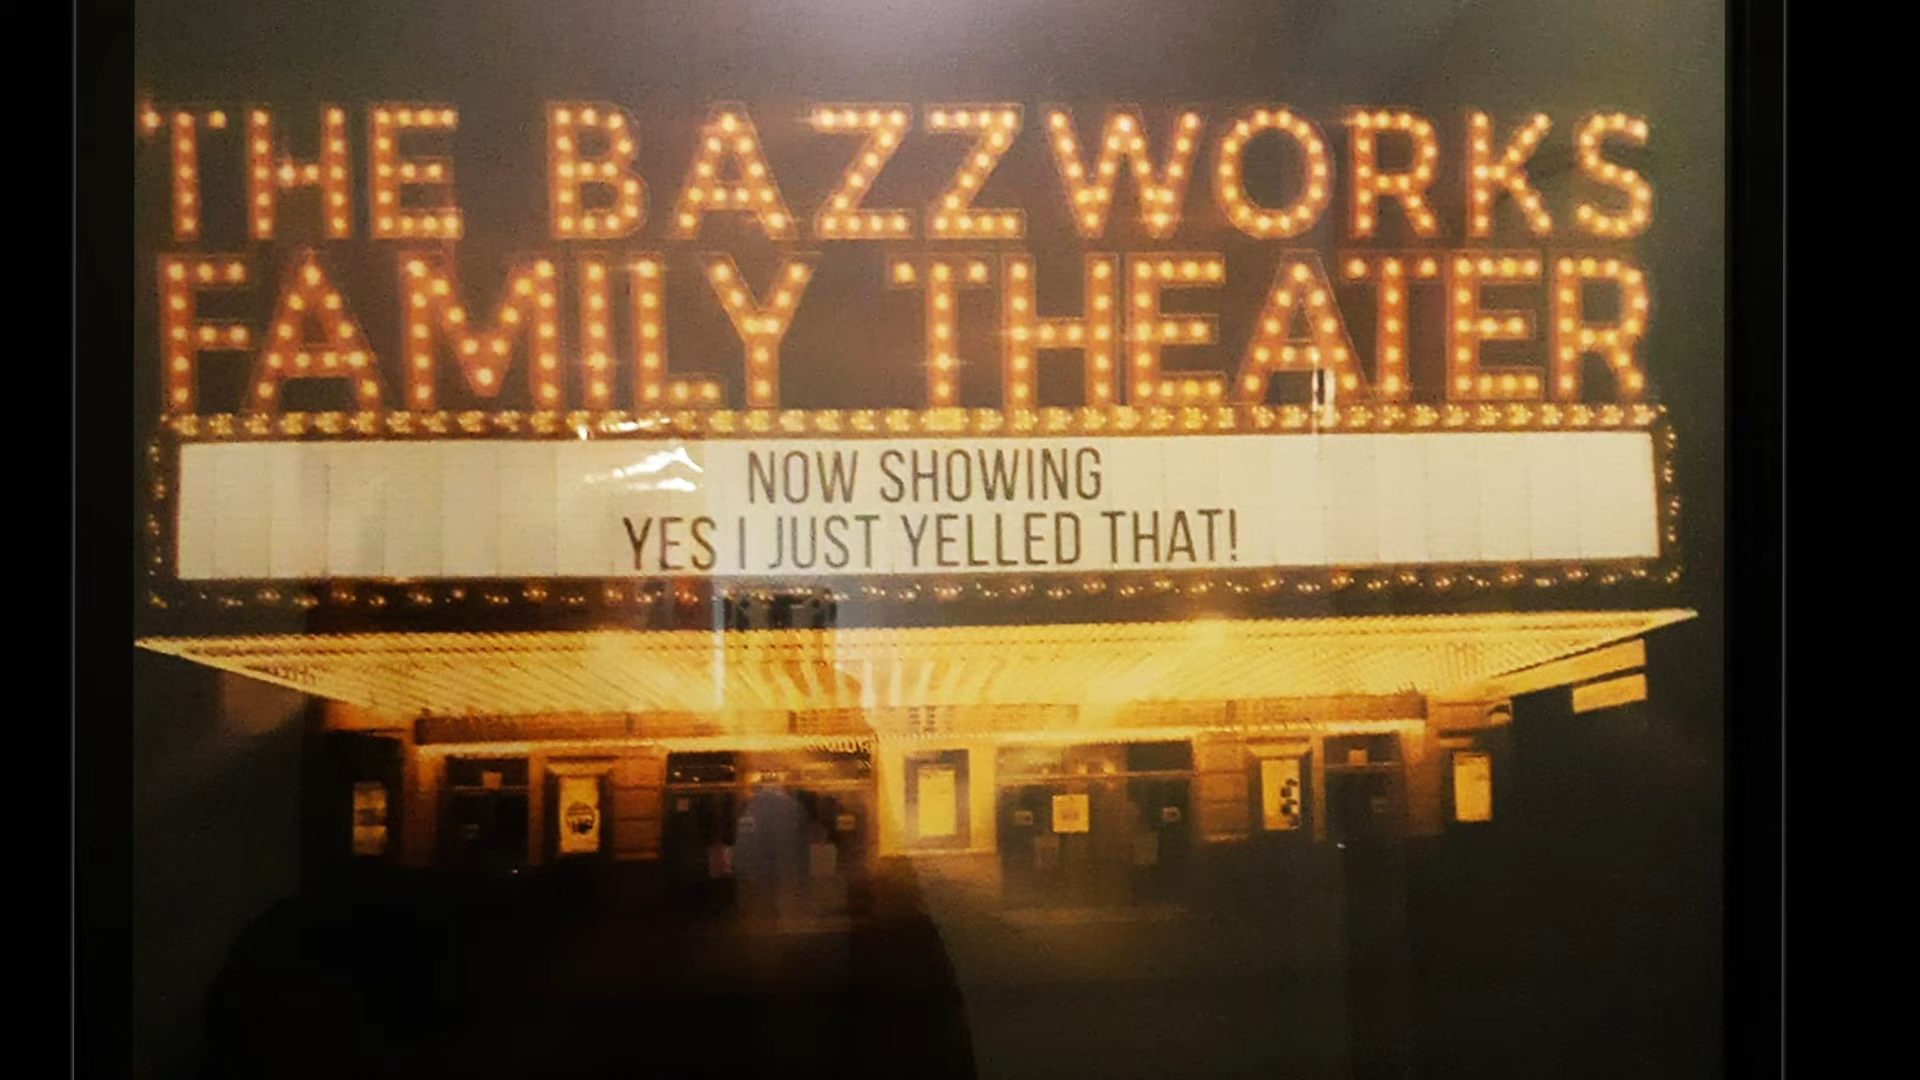 THE BAZZWORKS
FAMILY THEATER
NOW SHOWING
YES I JUST YELLED THAT!